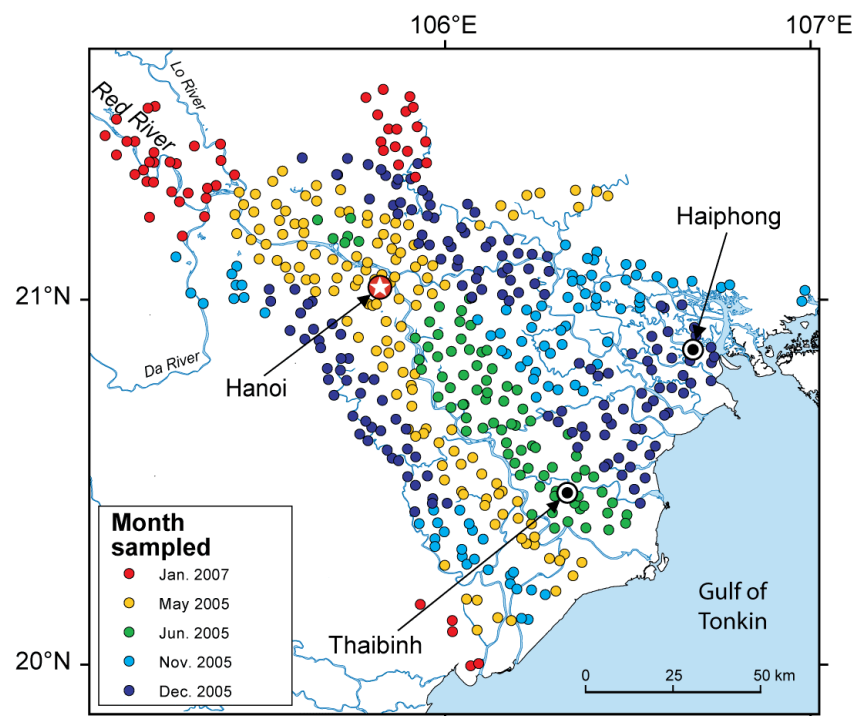 106°E
107°E
Lo River
Red River
Haiphong
21°N
Da River
Hanoi
Month
sampled
Jan. 2007
May 2005
Jun. 2005
Nov. 2005
Dec. 2005
Gulf of
Tonkin
Thaibinh
20°N
0 25 50 km